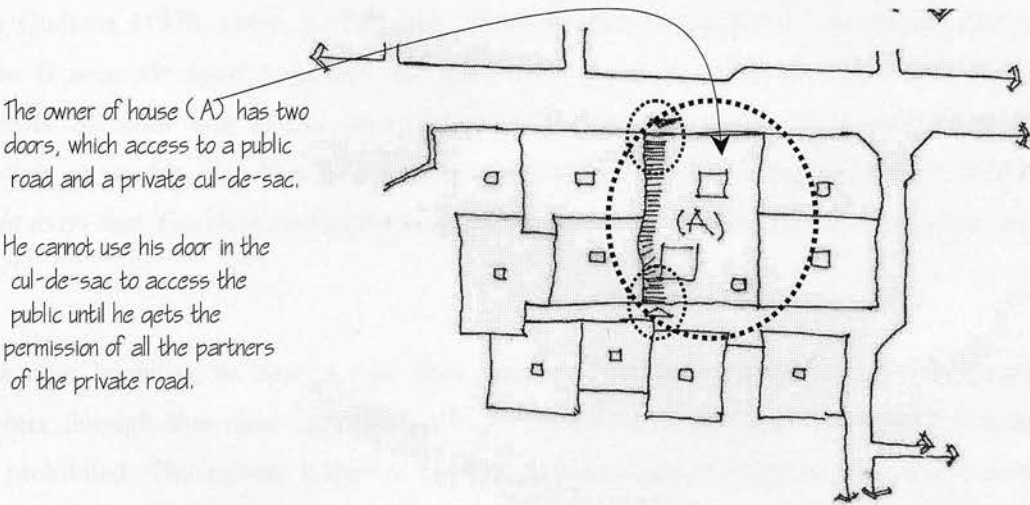 The owner of house (A) has two
doors, which access to a public
road and a private cul-de-sac.
He cannot use his door in the
cul-de-sac to access the
public until he gets the
permission of all the partners
of the private road.
(A)